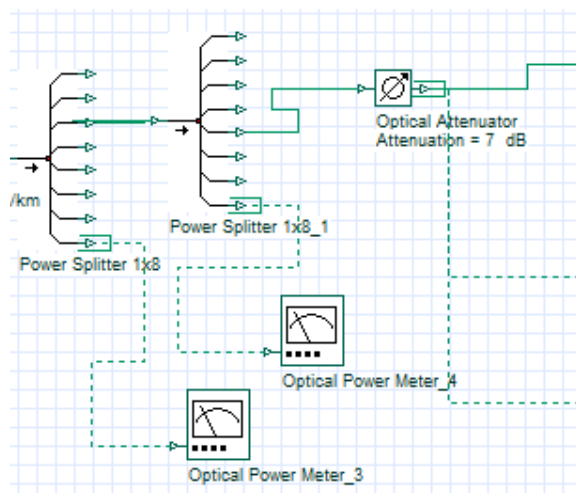 Optical Attenuator
Attenuation = 7 dB
/km
Power Splitter 1x8_1
Power Splitter 1x8
Optical Power Meter_4
Optical Power Meter_3